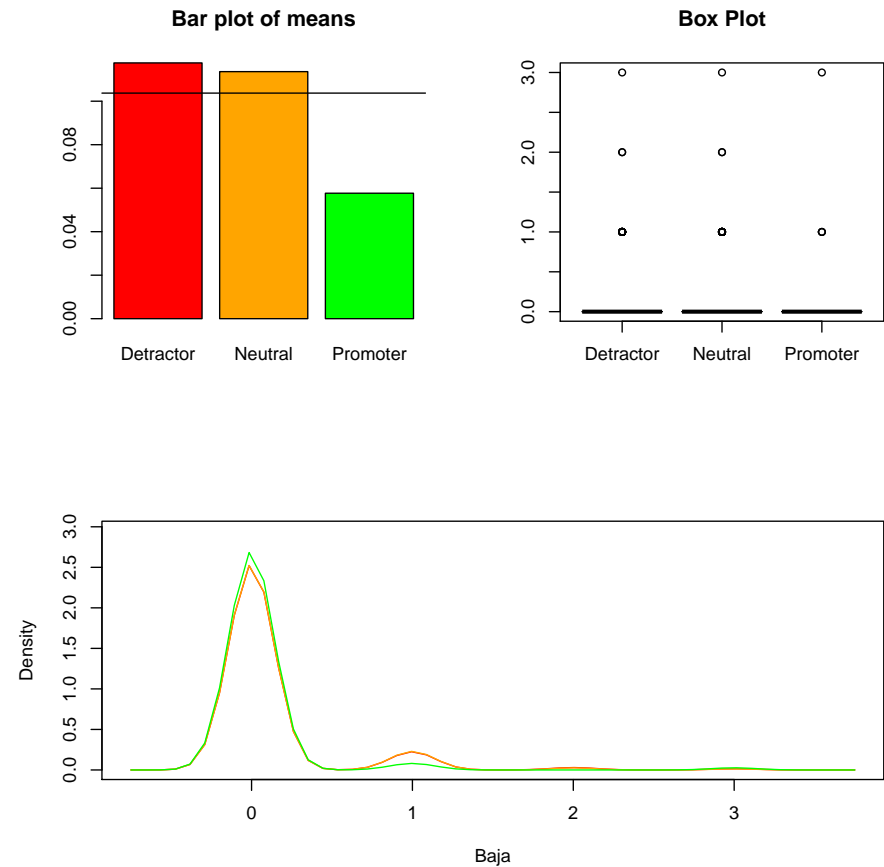 Bar plot of means
0.00
0.04
0.08
Detractor
Neutral
Promoter
Box Plot
0.0
1.0
2.0
3.0
Detractor
Neutral
Promoter
Density
0.0
0.5
1.0
1.5
2.0
2.5
3.0
0
1
2
3
Baja